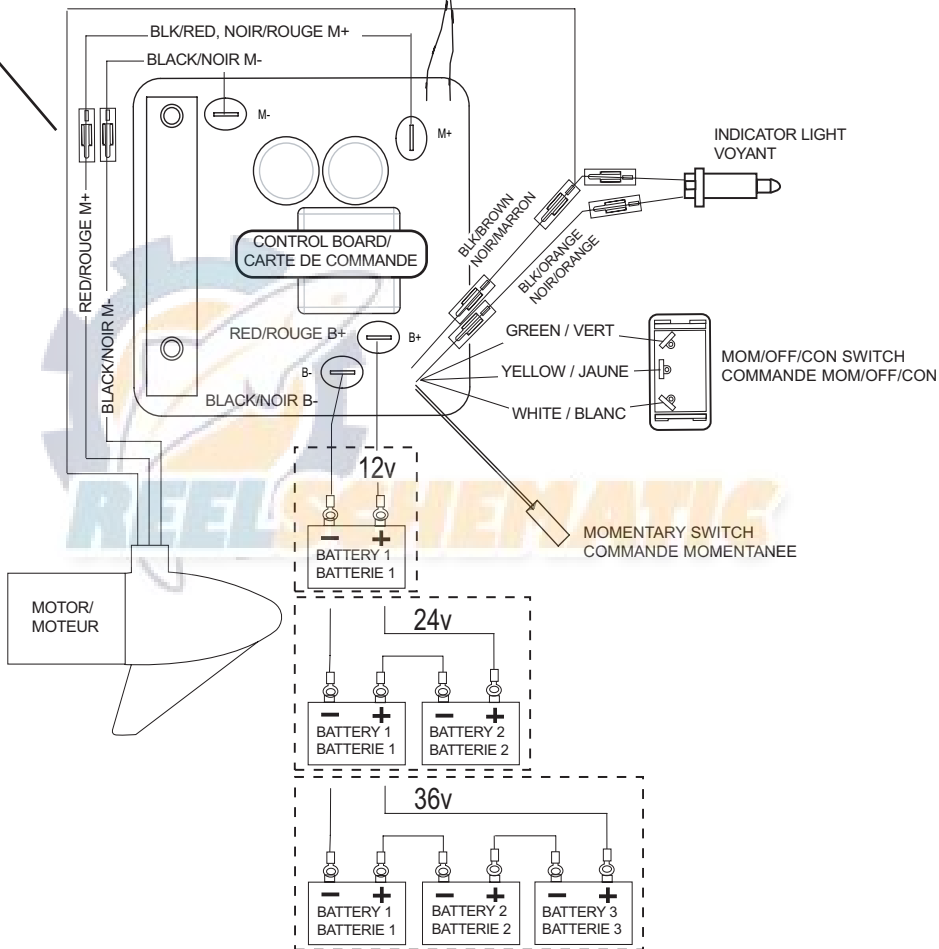 BLK/RED, NOIR/ROUGE M+
BLACK/NOIR M-
M-
M+
INDICATOR LIGHT
VOYANT
BLK/BROWN
NOIR/MARRON
BLK/ORANGE
NOIR/ORANGE
CONTROL BOARD/
CARTE DE COMMANDE
RED/ROUGE M+
BLACK/NOIR M-
RED/ROUGE B+
B+
B-
BLACK/NOIR B-
GREEN / VERT
YELLOW / JAUNE
WHITE / BLANC
MOM/OFF/CON SWITCH
COMMANDE MOM/OFF/CON
12v
REELSCHEMATIC
MOMENTARY SWITCH
COMMANDE MOMENTANEE
BATTERY 1
BATTERIE 1
MOTOR/
MOTEUR
24v
BATTERY 1
BATTERIE 1
BATTERY 2
BATTERIE 2
36v
BATTERY 1
BATTERIE 1
BATTERY 2
BATTERIE 2
BATTERY 3
BATTERIE 3